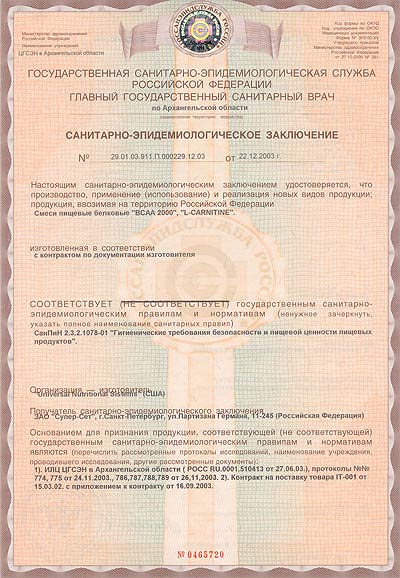 Министерство здравоохранения
Российской Федерации
Наименование учреждения
ЦГСЭН в Архангельской области
Код формы по ОКУД
Код учреждения по ОКПО
Медицинская документация
Министерства здравоохранения
Российской Федерации
от 27.10.2000 № 381
ГОССАНЭПИДСЛУЖБА РОССИИ
ГОСУДАРСТВЕННАЯ САНИТАРНО-ЭПИДЕМИОЛОГИЧЕСКАЯ СЛУЖБА
РОССИЙСКОЙ ФЕДЕРАЦИИ
ГЛАВНЫЙ ГОСУДАРСТВЕННЫЙ САНИТАРНЫЙ ВРАЧ
по Архангельской области
(наименование территории, ведомства)
САНИТАРНО-ЭПИДЕМИОЛОГИЧЕСКОЕ ЗАКЛЮЧЕНИЕ
№ 29.01.03.911.П.000229.12.03 от 22.12.2003 г.
Настоящим санитарно-эпидемиологическим заключением удостоверяется, что
производство, применение (использование) и реализация новых видов продукции;
продукция, ввозимая на территорию Российской Федерации
Смеси пищевые белковые "BCAA 2000", "L-CARNITINE".
изготовленная в соответствии
с контрактом по документации изготовителя
СООТВЕТСТВУЕТ (НЕ СООТВЕТСТВУЕТ) государственным санитарно-
эпидемиологическим правилам и нормативам (ненужное зачеркнуть,
указать полное наименование санитарных правил)
СанПиН 2.3.2.1078-01 "Гигиенические требования безопасности и пищевой ценности пищевых
продуктов".
Организация — изготовитель
"Universal Nutritional Sistems" (США)
Получатель санитарно-эпидемиологического заключения
ЗАО "Супер-Сет", г.Санкт-Петербург, ул.Партизана Германа, 11-245 (Российская Федерация)
Основанием для признания продукции, соответствующей (не соответствующей)
государственным санитарно-эпидемиологическим правилам и нормативам
являются (перечислить рассмотренные протоколы исследований, наименование учреждения,
проводившего исследования, другие рассмотренные документы):
1). ИЛЦ ЦГСЭН в Архангельской области ( РОСС RU.0001.510413 от 27.06.03.), протоколы №№
774, 775 от 24.11.2003., 786,787,788,789 от 26,11.2003. 2). Контракт на поставку товара IT-001 от
15.03.02. с приложением к контракту от 16.09.2003.
№ 0465720